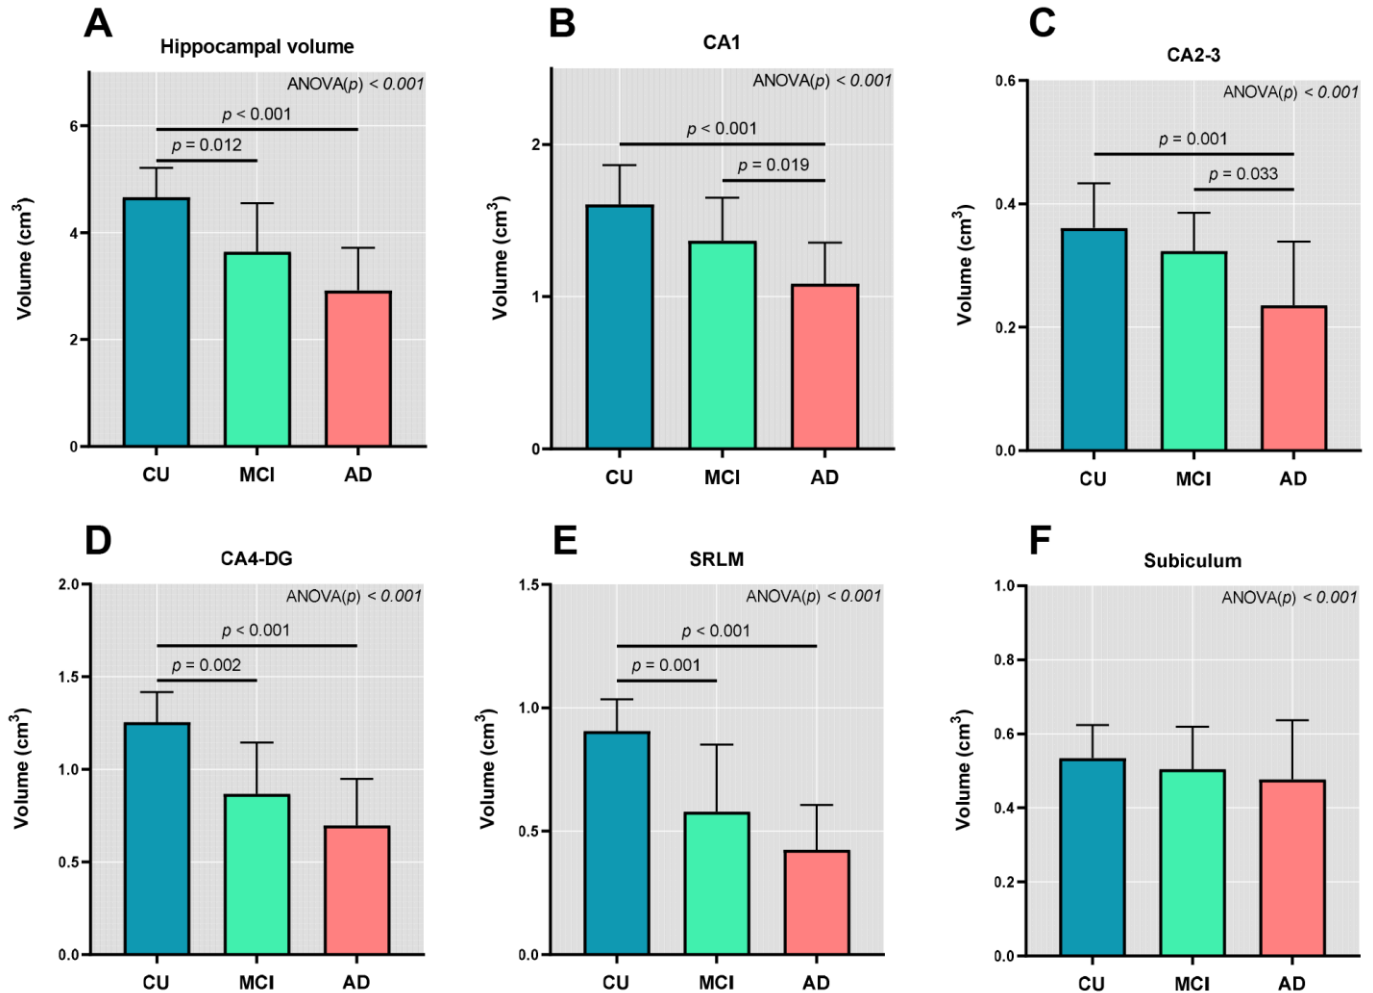 A
Hippocampal volume
ANOVA(p) < 0.001
p < 0.001
p = 0.012
Volume (cm³)
6
4
2
0
CU MCI AD
B
CA1
ANOVA(p) < 0.001
p < 0.001
p = 0.019
Volume (cm³)
2
1
0
CU MCI AD
C
CA2-3
ANOVA(p) < 0.001
p = 0.001
p = 0.033
Volume (cm³)
0.6
0.4
0.2
0.0
CU MCI AD
D
CA4-DG
ANOVA(p) < 0.001
p < 0.001
p = 0.002
Volume (cm³)
2.0
1.5
1.0
0.5
0.0
CU MCI AD
E
SRLM
ANOVA(p) < 0.001
p < 0.001
p = 0.001
Volume (cm³)
1.5
1.0
0.5
0.0
CU MCI AD
F
Subiculum
ANOVA(p) < 0.001
Volume (cm³)
1.0
0.8
0.6
0.4
0.2
0.0
CU MCI AD